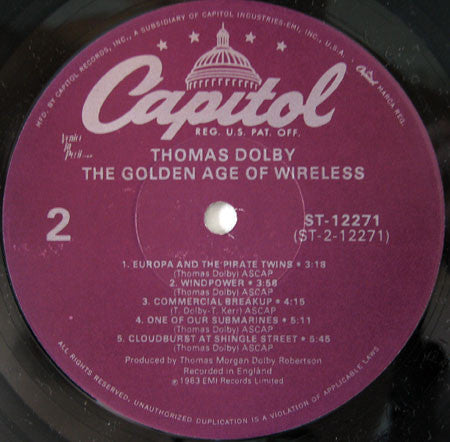 MFD. BY CAPITOL RECORDS, INC., A SUBSIDIARY OF CAPITOL INDUSTRIES-EMI, INC., U.S.A.
Capitol MARCA REG.
Capitol
REG. U.S. PAT. OFF.
Lyrics
THOMAS DOLBY
THE GOLDEN AGE OF WIRELESS
2
ST-12271
(ST-2-12271)
1. EUROPA AND THE PIRATE TWINS • 3:18
(Thomas Dolby) ASCAP
2. WINDPOWER • 3:58
(Thomas Dolby) ASCAP
3. COMMERCIAL BREAKUP • 4:15
(T. Dolby-T. Kerr) ASCAP
4. ONE OF OUR SUBMARINES • 5:11
(Thomas Dolby) ASCAP
5. CLOUDBURST AT SHINGLE STREET • 5:45
(Thomas Dolby) ASCAP
Produced by Thomas Morgan Dolby Robertson
Recorded in England
℗ 1983 EMI Records Limited
ALL RIGHTS RESERVED. UNAUTHORIZED DUPLICATION IS A VIOLATION OF APPLICABLE LAWS